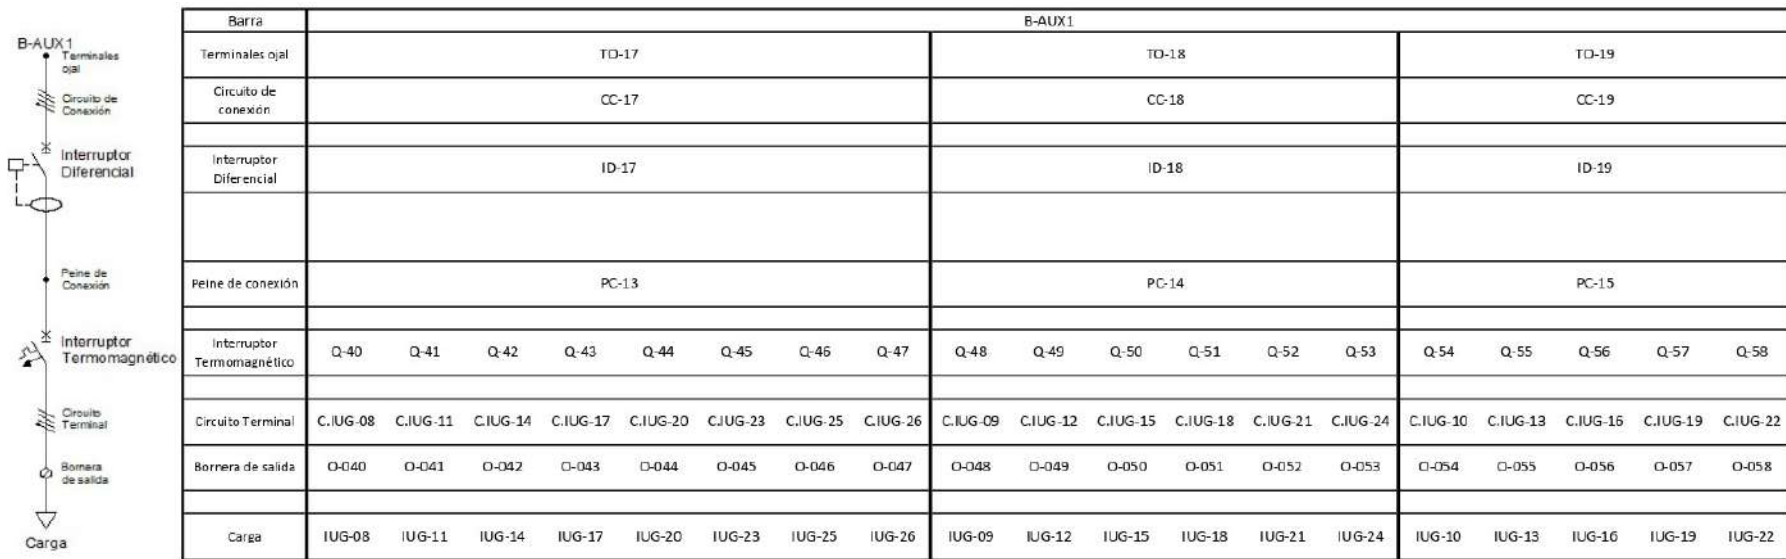 B-AUX1
Terminales
ojal
Circuito de
Conexión
Interruptor
Diferencial
Peine de
Conexión
Interruptor
Termomagnético
Circuito
Terminal
Bornera
de salida
Carga
Barra B-AUX1
Terminales ojal TO-17 TO-18 TO-19
Circuito de
conexión CC-17 CC-18 CC-19
Interruptor
Diferencial ID-17 ID-18 ID-19
Peine de conexión PC-13 PC-14 PC-15
Interruptor
Termomagnético Q-40 Q-41 Q-42 Q-43 Q-44 Q-45 Q-46 Q-47 Q-48 Q-49 Q-50 Q-51 Q-52 Q-53 Q-54 Q-55 Q-56 Q-57 Q-58
Circuito Terminal C.IUG-08 C.IUG-11 C.IUG-14 C.IUG-17 C.IUG-20 C.IUG-23 C.IUG-25 C.IUG-26 C.IUG-09 C.IUG-12 C.IUG-15 C.IUG-18 C.IUG-21 C.IUG-24 C.IUG-10 C.IUG-13 C.IUG-16 C.IUG-19 C.IUG-22
Bornera de salida O-040 O-041 O-042 O-043 O-044 O-045 O-046 O-047 O-048 O-049 O-050 O-051 O-052 O-053 O-054 O-055 O-056 O-057 O-058
Carga IUG-08 IUG-11 IUG-14 IUG-17 IUG-20 IUG-23 IUG-25 IUG-26 IUG-09 IUG-12 IUG-15 IUG-18 IUG-21 IUG-24 IUG-10 IUG-13 IUG-16 IUG-19 IUG-22